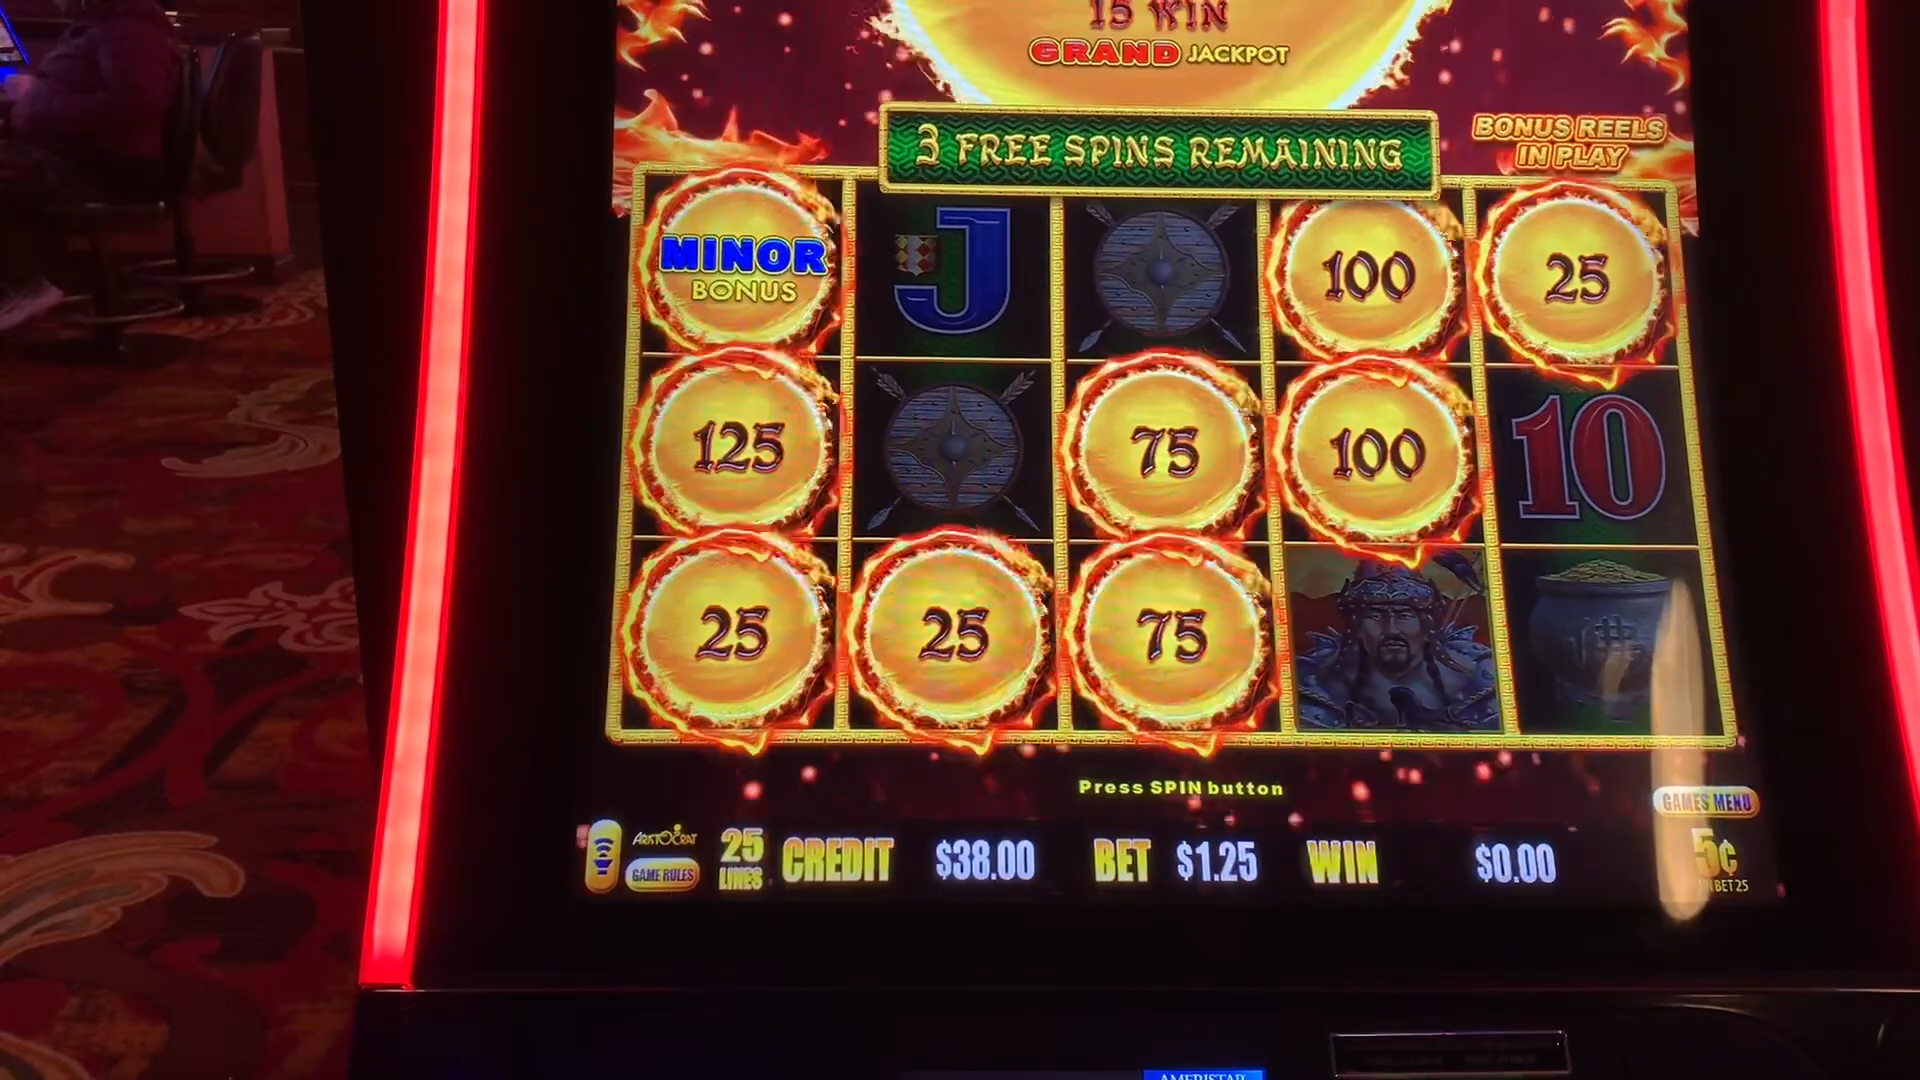 15 WIN
GRAND JACKPOT
3 FREE SPINS REMAINING
BONUS REELS
IN PLAY
MINOR
BONUS
J
100
25
125
75
100
10
25
25
75
Press SPIN button
GAMES MENU
ARISTOCRAT
GAME RULES
25
LINES
CREDIT $38.00 BET $1.25 WIN $0.00
5¢
BET 25
AMERISTAR